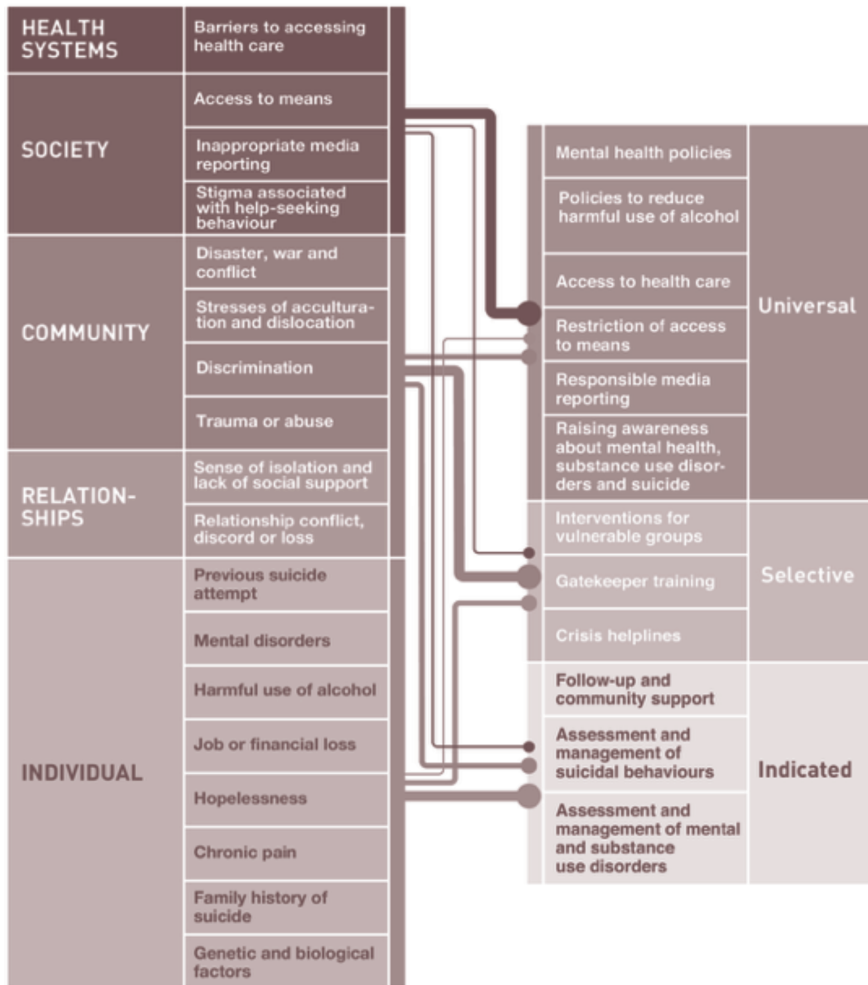 HEALTH
SYSTEMS
Barriers to accessing
health care
SOCIETY
Access to means
Inappropriate media
reporting
Stigma associated
with help-seeking
behaviour
COMMUNITY
Disaster, war and
conflict
Stresses of accultura-
tion and dislocation
Discrimination
Trauma or abuse
RELATION-
SHIPS
Sense of isolation and
lack of social support
Relationship conflict,
discord or loss
INDIVIDUAL
Previous suicide
attempt
Mental disorders
Harmful use of alcohol
Job or financial loss
Hopelessness
Chronic pain
Family history of
suicide
Genetic and biological
factors
Mental health policies
Policies to reduce
harmful use of alcohol
Access to health care
Restriction of access
to means
Responsible media
reporting
Raising awareness
about mental health,
substance use disor-
ders and suicide
Universal
Interventions for
vulnerable groups
Gatekeeper training
Crisis helplines
Selective
Follow-up and
community support
Assessment and
management of
suicidal behaviours
Assessment and
management of mental
and substance
use disorders
Indicated